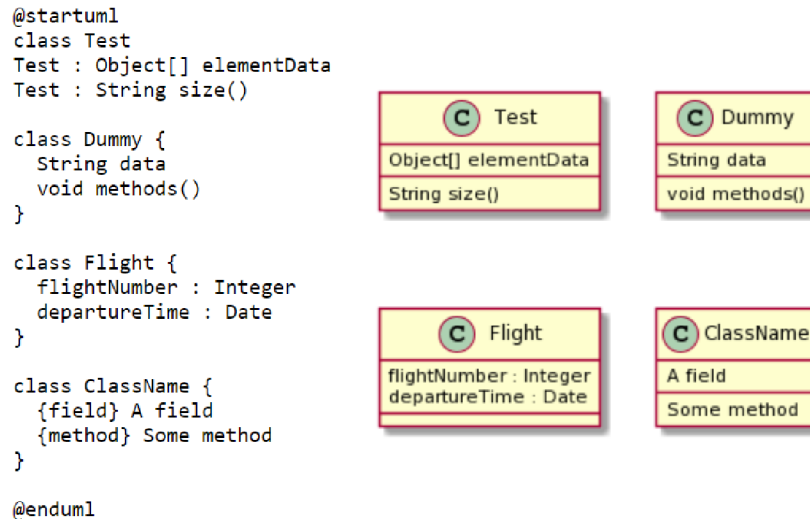 @startuml
class Test
Test : Object[] elementData
Test : String size()
class Dummy {
String data
void methods()
}
class Flight {
flightNumber : Integer
departureTime : Date
}
class ClassName {
{field} A field
{method} Some method
}
@enduml
C Test
Object[] elementData
String size()
C Dummy
String data
void methods()
C Flight
flightNumber : Integer
departureTime : Date
C ClassName
A field
Some method